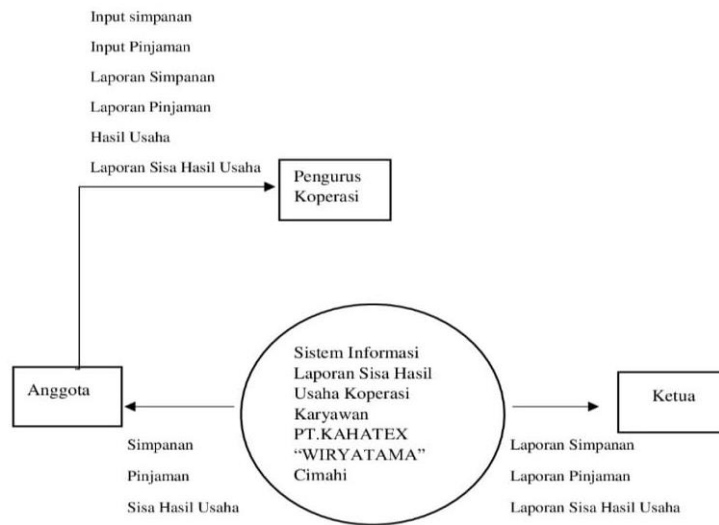 Input simpanan
Input Pinjaman
Laporan Simpanan
Laporan Pinjaman
Hasil Usaha
Laporan Sisa Hasil Usaha
Pengurus
Koperasi
Anggota
Sistem Informasi
Laporan Sisa Hasil
Usaha Koperasi
Karyawan
PT.KAHATEX
“WIRYATAMA”
Cimahi
Ketua
Simpanan
Pinjaman
Sisa Hasil Usaha
Laporan Simpanan
Laporan Pinjaman
Laporan Sisa Hasil Usaha